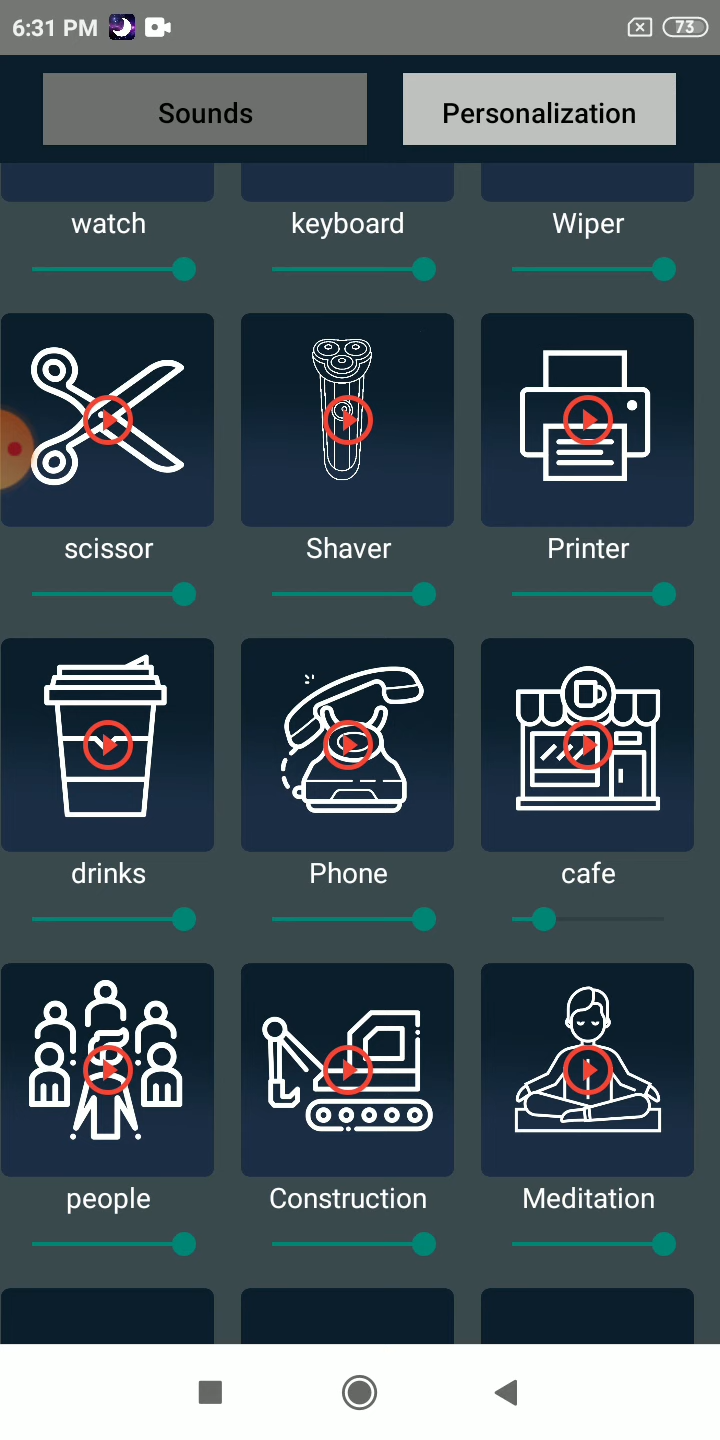 6:31 PM 73
Sounds Personalization
watch keyboard Wiper
scissor Shaver Printer
drinks Phone cafe
people Construction Meditation